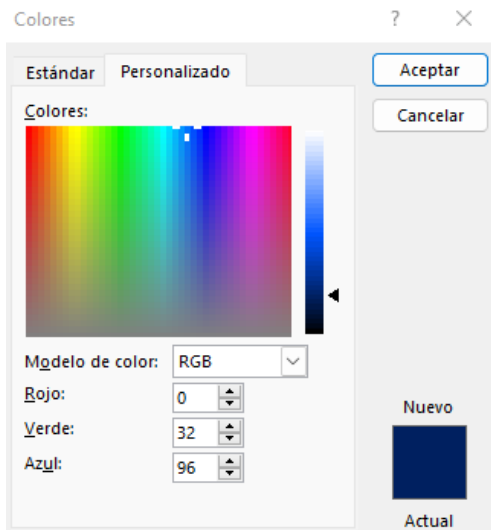 Colores ?
Estándar Personalizado Aceptar
Colores: Cancelar
Modelo de color: RGB
Rojo: 0
Verde: 32
Azul: 96
Nuevo
Actual